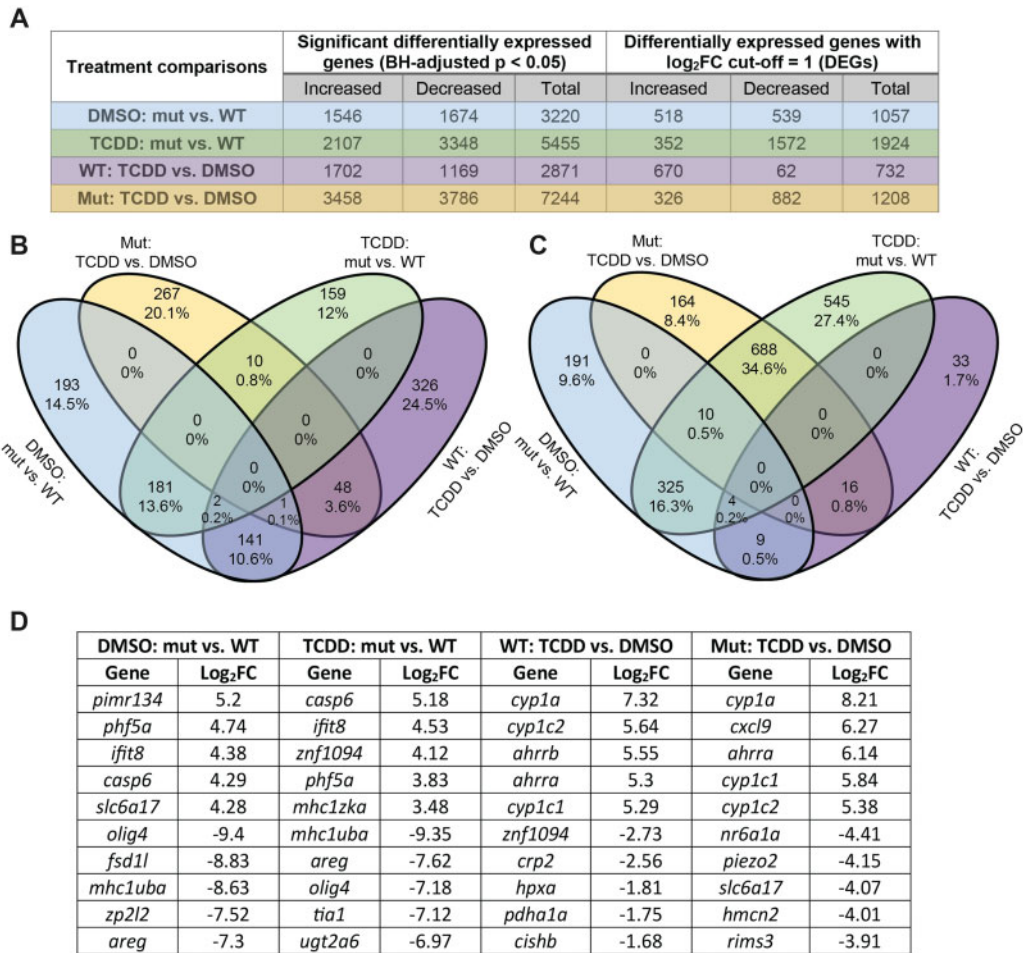 A
Treatment comparisons
Significant differentially expressed
genes (BH-adjusted p < 0.05)
Differentially expressed genes with
log₂FC cut-off = 1 (DEGs)
Increased Decreased Total Increased Decreased Total
DMSO: mut vs. WT 1546 1674 3220 518 539 1057
TCDD: mut vs. WT 2107 3348 5455 352 1572 1924
WT: TCDD vs. DMSO 1702 1169 2871 670 62 732
Mut: TCDD vs. DMSO 3458 3786 7244 326 882 1208
B
Mut:
TCDD vs. DMSO
TCDD:
mut vs. WT
267
20.1%
159
12%
0
0%
10
0.8%
0
0%
193
14.5%
326
24.5%
0
0%
0
0%
DMSO:
mut vs. WT
WT:
TCDD vs. DMSO
0
0%
181
13.6%
2
0.2%
1
0.1%
48
3.6%
141
10.6%
C
Mut:
TCDD vs. DMSO
TCDD:
mut vs. WT
164
8.4%
545
27.4%
0
0%
688
34.6%
0
0%
191
9.6%
33
1.7%
10
0.5%
0
0%
DMSO:
mut vs. WT
WT:
TCDD vs. DMSO
0
0%
325
16.3%
4
0.2%
0
0%
16
0.8%
9
0.5%
D
DMSO: mut vs. WT TCDD: mut vs. WT WT: TCDD vs. DMSO Mut: TCDD vs. DMSO
Gene Log₂FC Gene Log₂FC Gene Log₂FC Gene Log₂FC
pimr134 5.2 casp6 5.18 cyp1a 7.32 cyp1a 8.21
phf5a 4.74 ifit8 4.53 cyp1c2 5.64 cxcl9 6.27
ifit8 4.38 znf1094 4.12 ahrrb 5.55 ahrra 6.14
casp6 4.29 phf5a 3.83 ahrra 5.3 cyp1c1 5.84
slc6a17 4.28 mhc1zka 3.48 cyp1c1 5.29 cyp1c2 5.38
olig4 -9.4 mhc1uba -9.35 znf1094 -2.73 nr6a1a -4.41
fsd1l -8.83 areg -7.62 crp2 -2.56 piezo2 -4.15
mhc1uba -8.63 olig4 -7.18 hpxa -1.81 slc6a17 -4.07
zp2l2 -7.52 tia1 -7.12 pdha1a -1.75 hmcn2 -4.01
areg -7.3 ugt2a6 -6.97 cishb -1.68 rims3 -3.91